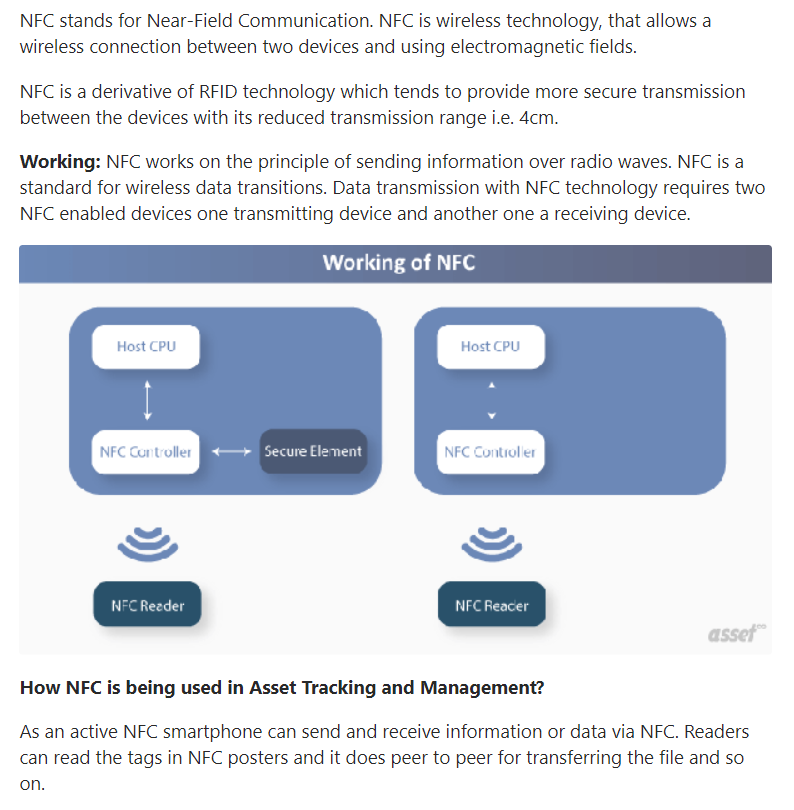 NFC stands for Near-Field Communication. NFC is wireless technology, that allows a
wireless connection between two devices and using electromagnetic fields.
NFC is a derivative of RFID technology which tends to provide more secure transmission
between the devices with its reduced transmission range i.e. 4cm.
Working: NFC works on the principle of sending information over radio waves. NFC is a
standard for wireless data transitions. Data transmission with NFC technology requires two
NFC enabled devices one transmitting device and another one a receiving device.
Working of NFC
Host CPU
NFC Controller
Secure Element
NFC Reader
Host CPU
NFC Controller
NFC Reader
asset
How NFC is being used in Asset Tracking and Management?
As an active NFC smartphone can send and receive information or data via NFC. Readers
can read the tags in NFC posters and it does peer to peer for transferring the file and so
on.